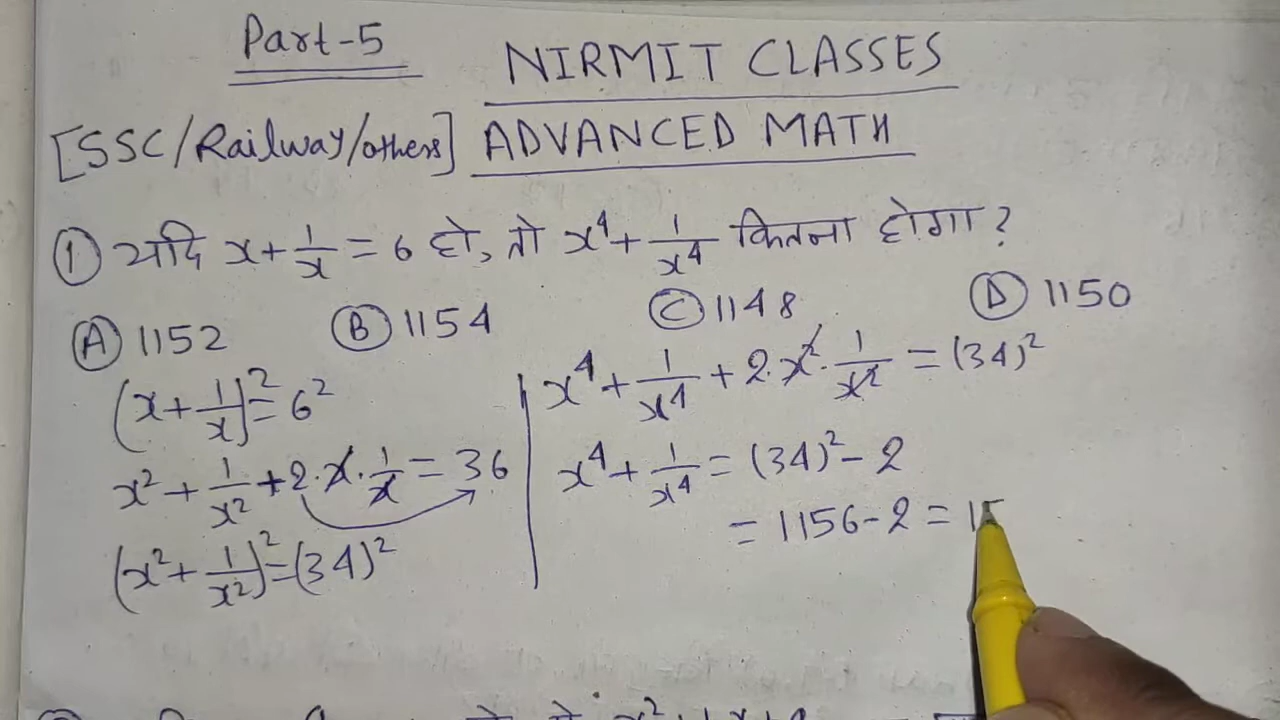 Part-5
NIRMIT CLASSES
[SSC/Railway/others] ADVANCED MATH
① यदि x + 1/x = 6 हो, तो x⁴ + 1/x⁴ कितना होगा?
Ⓐ 1152 Ⓑ 1154 Ⓒ 1148 Ⓓ 1150
(x + 1/x)² = 6²
x² + 1/x² + 2·x·1/x = 36
(x² + 1/x²)² = (34)²
x⁴ + 1/x⁴ + 2·x²·1/x² = (34)²
x⁴ + 1/x⁴ = (34)² - 2
= 1156 - 2 =